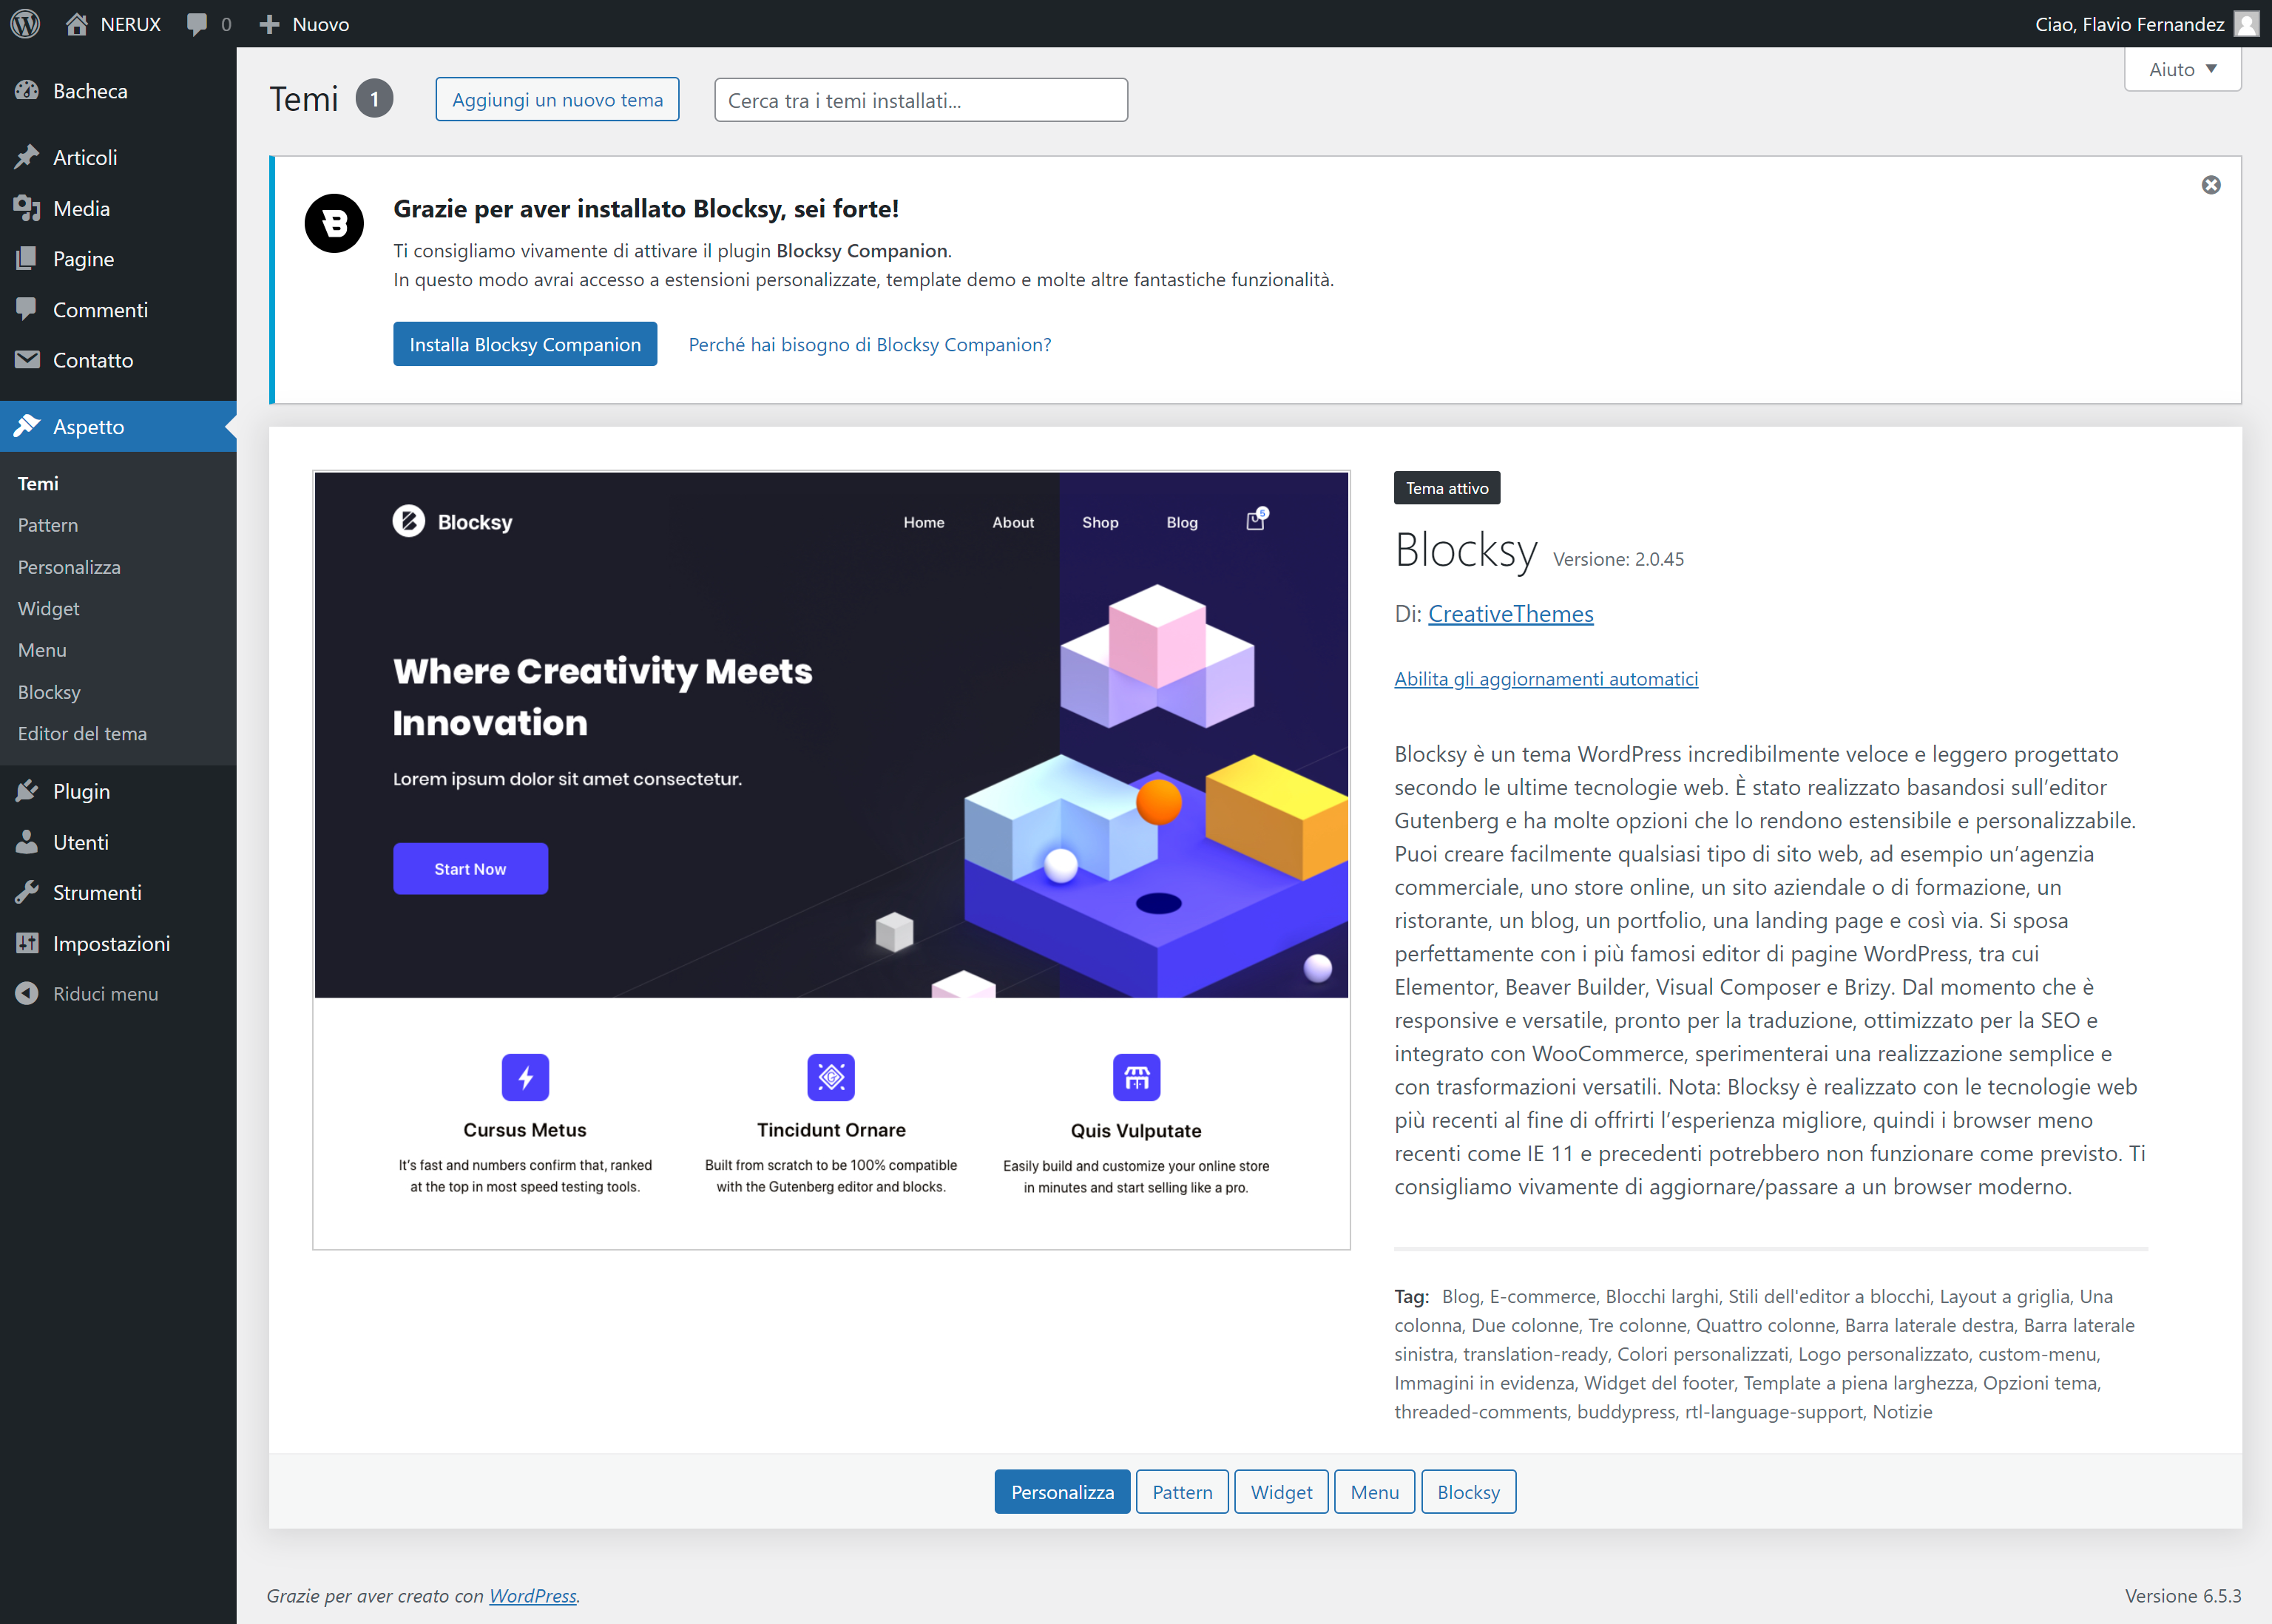 NERUX
0
Nuovo
Ciao, Flavio Fernandez
Bacheca
Articoli
Media
Pagine
Commenti
Contatto
Aspetto
Temi
Pattern
Personalizza
Widget
Menu
Blocksy
Editor del tema
Plugin
Utenti
Strumenti
Impostazioni
Riduci menu
Temi 1
Aggiungi un nuovo tema
Cerca tra i temi installati...
Aiuto
Grazie per aver installato Blocksy, sei forte!
Ti consigliamo vivamente di attivare il plugin Blocksy Companion.
In questo modo avrai accesso a estensioni personalizzate, template demo e molte altre fantastiche funzionalità.
Installa Blocksy Companion
Perché hai bisogno di Blocksy Companion?
Blocksy
Home
About
Shop
Blog
5
Where Creativity Meets
Innovation
Lorem ipsum dolor sit amet consectetur.
Start Now
Cursus Metus
It's fast and numbers confirm that, ranked
at the top in most speed testing tools.
Tincidunt Ornare
Built from scratch to be 100% compatible
with the Gutenberg editor and blocks.
Quis Vulputate
Easily build and customize your online store
in minutes and start selling like a pro.
Tema attivo
Blocksy Versione: 2.0.45
Di: CreativeThemes
Abilita gli aggiornamenti automatici
Blocksy è un tema WordPress incredibilmente veloce e leggero progettato
secondo le ultime tecnologie web. È stato realizzato basandosi sull’editor
Gutenberg e ha molte opzioni che lo rendono estensibile e personalizzabile.
Puoi creare facilmente qualsiasi tipo di sito web, ad esempio un’agenzia
commerciale, uno store online, un sito aziendale o di formazione, un
ristorante, un blog, un portfolio, una landing page e così via. Si sposa
perfettamente con i più famosi editor di pagine WordPress, tra cui
Elementor, Beaver Builder, Visual Composer e Brizy. Dal momento che è
responsive e versatile, pronto per la traduzione, ottimizzato per la SEO e
integrato con WooCommerce, sperimenterai una realizzazione semplice e
con trasformazioni versatili. Nota: Blocksy è realizzato con le tecnologie web
più recenti al fine di offrirti l’esperienza migliore, quindi i browser meno
recenti come IE 11 e precedenti potrebbero non funzionare come previsto. Ti
consigliamo vivamente di aggiornare/passare a un browser moderno.
Tag: Blog, E-commerce, Blocchi larghi, Stili dell'editor a blocchi, Layout a griglia, Una
colonna, Due colonne, Tre colonne, Quattro colonne, Barra laterale destra, Barra laterale
sinistra, translation-ready, Colori personalizzati, Logo personalizzato, custom-menu,
Immagini in evidenza, Widget del footer, Template a piena larghezza, Opzioni tema,
threaded-comments, buddypress, rtl-language-support, Notizie
Personalizza
Pattern
Widget
Menu
Blocksy
Grazie per aver creato con WordPress.
Versione 6.5.3